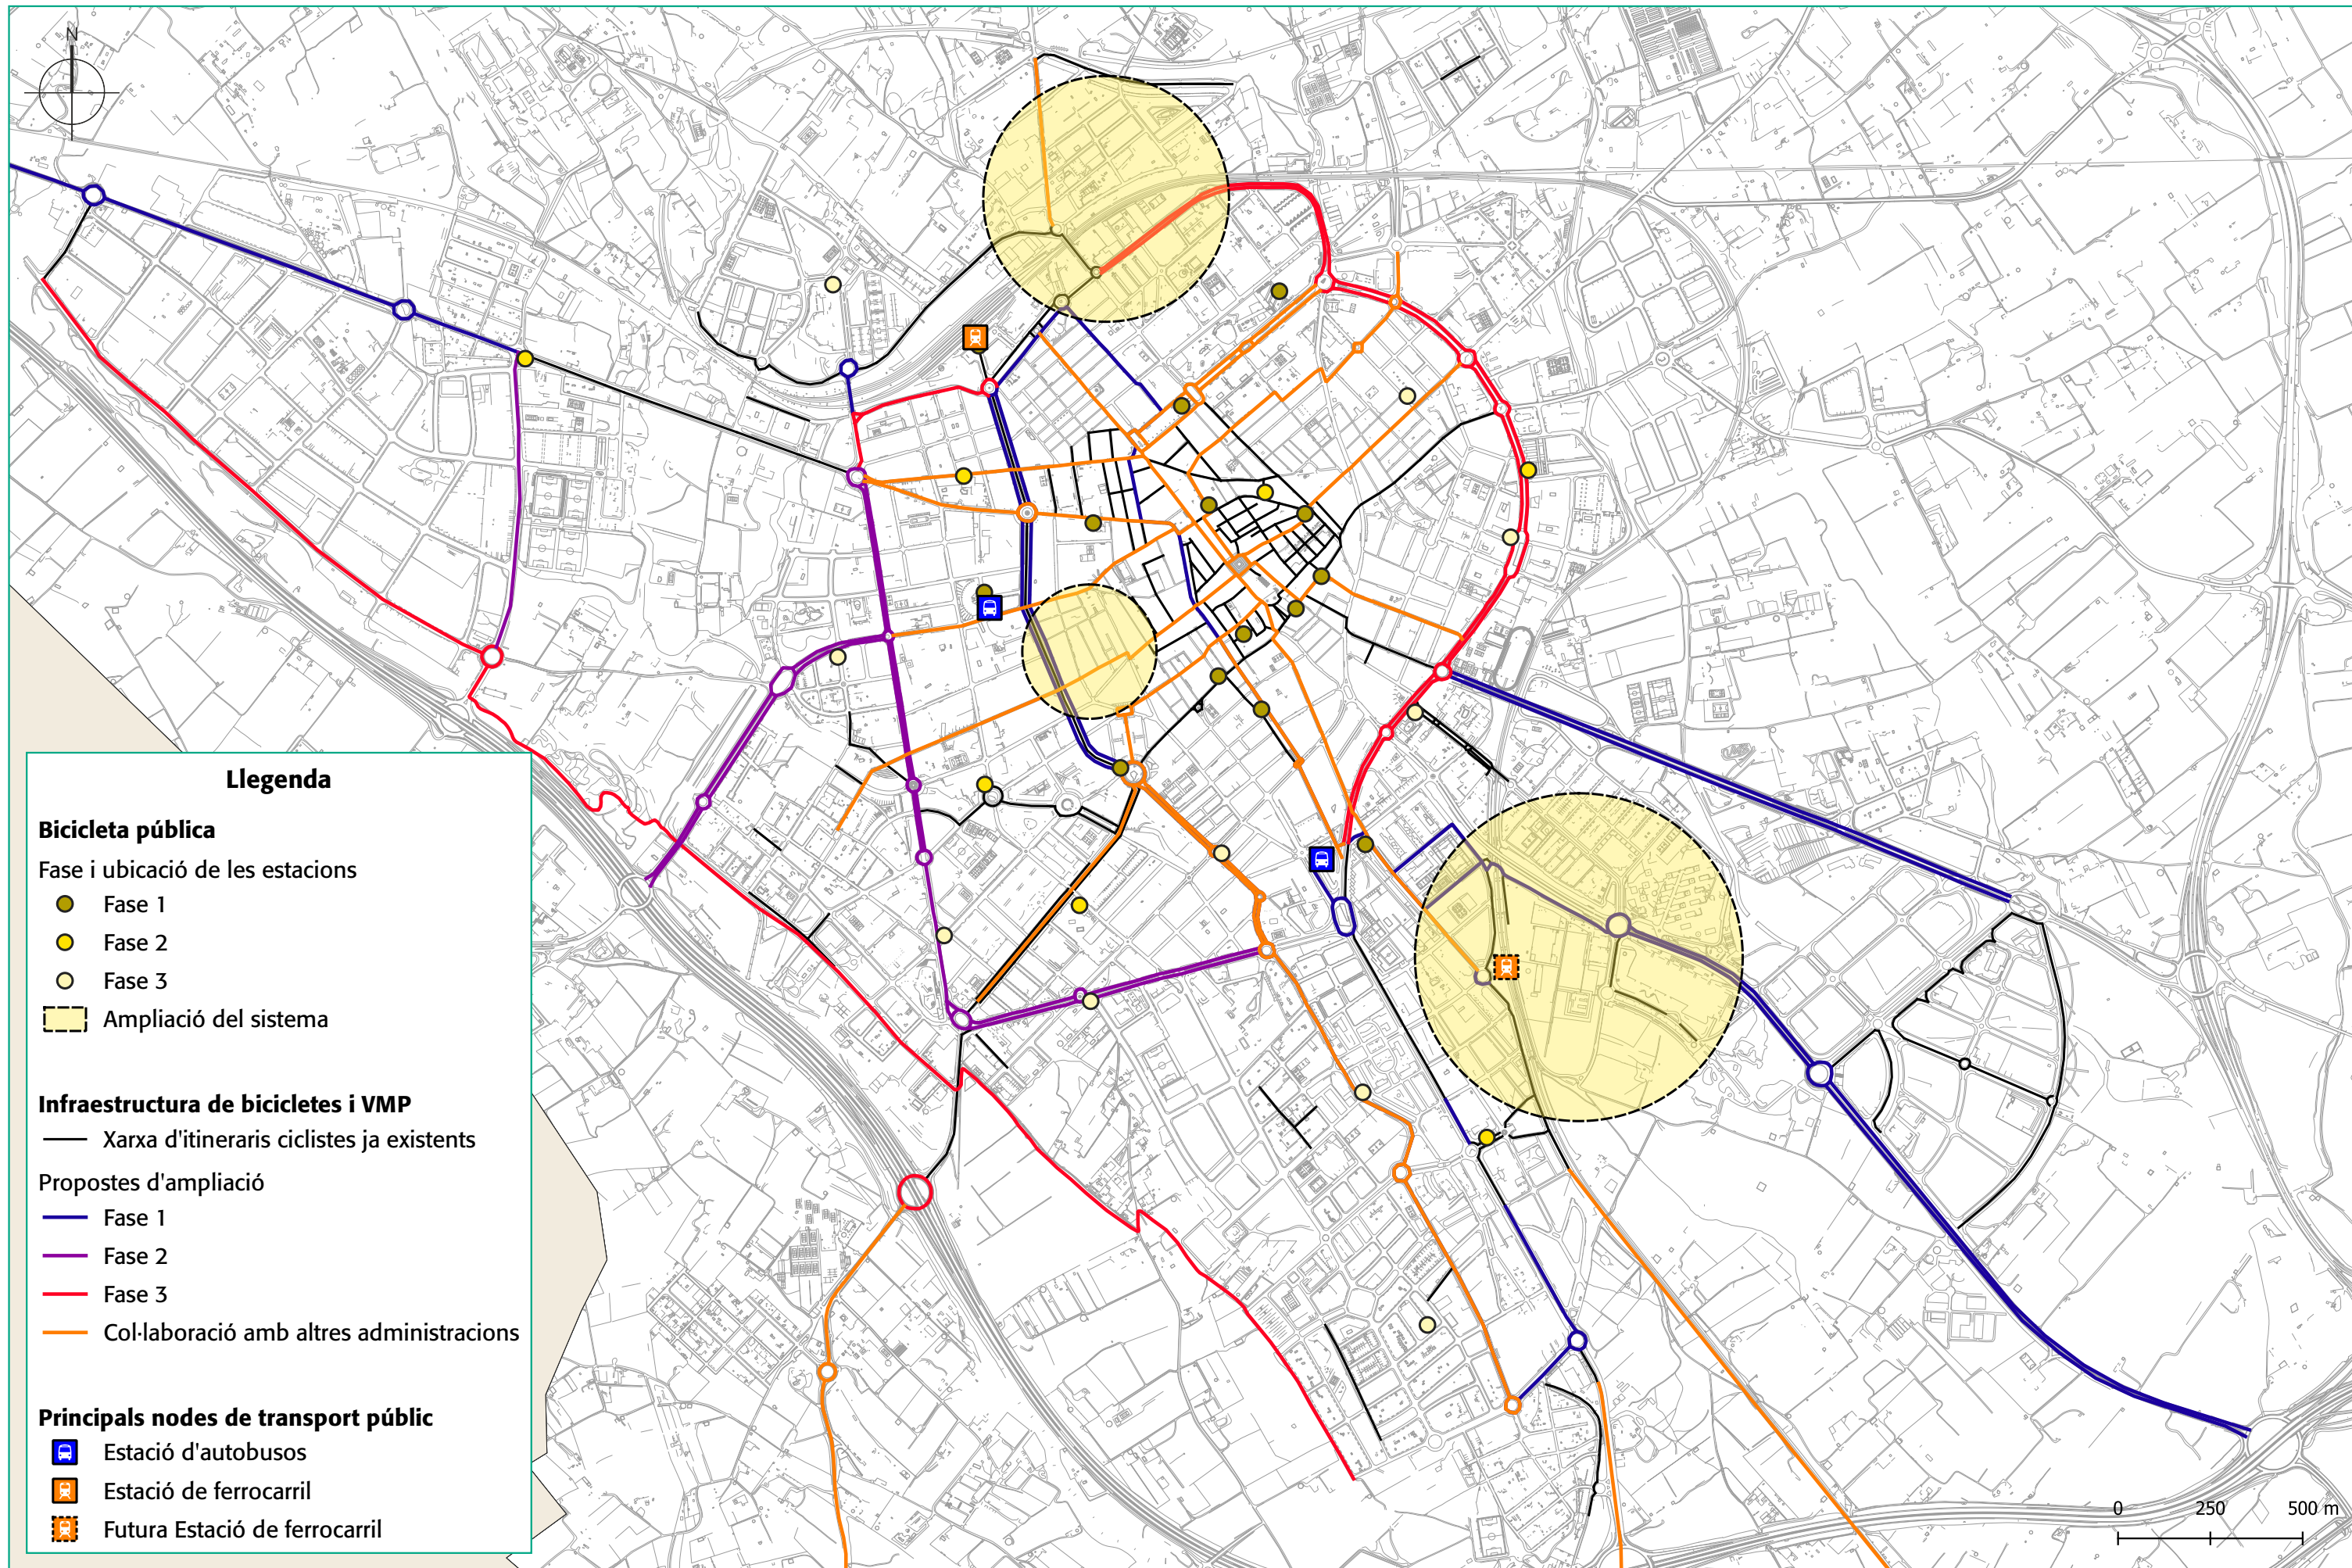 N
Llegenda
Bicicleta pública
Fase i ubicació de les estacions
Fase 1
Fase 2
Fase 3
Ampliació del sistema
Infraestructura de bicicletes i VMP
Xarxa d'itineraris ciclistes ja existents
Propostes d'ampliació
Fase 1
Fase 2
Fase 3
Col·laboració amb altres administracions
Principals nodes de transport públic
Estació d'autobusos
Estació de ferrocarril
Futura Estació de ferrocarril
0 250 500 m